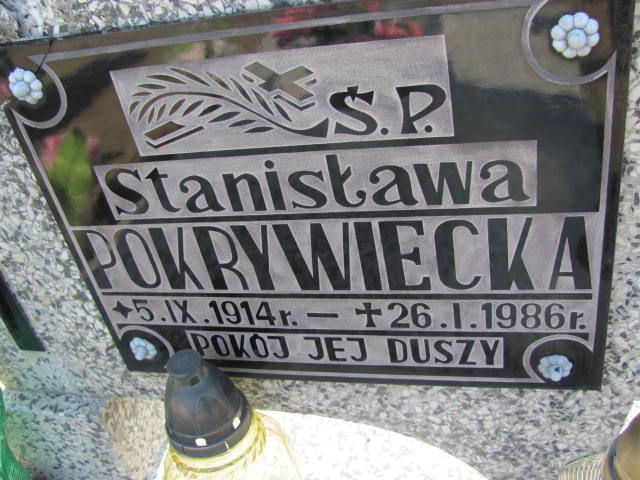 Ś.P.
Stanisława
POKRYWIECKA
5.IX.1914r. — 26.I.1986r.
POKÓJ JEJ DUSZY